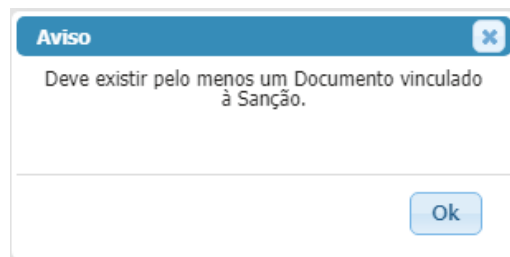 Aviso
Deve existir pelo menos um Documento vinculado
à Sanção.
Ok